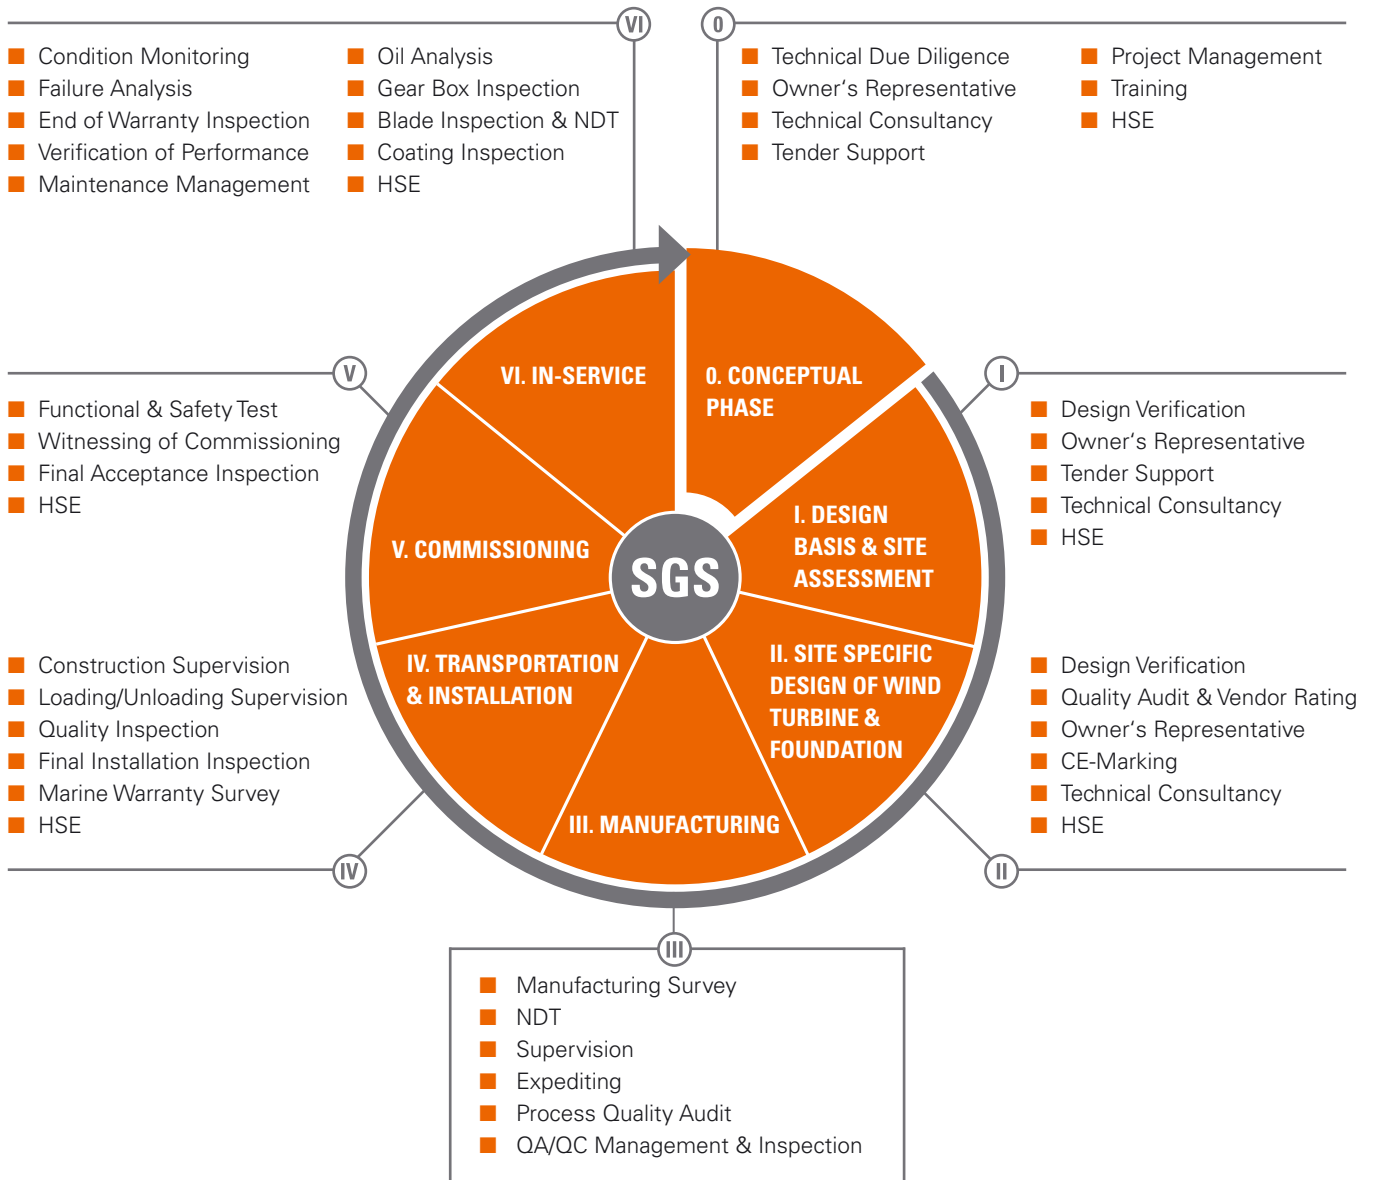 VI
Condition Monitoring
Failure Analysis
End of Warranty Inspection
Verification of Performance
Maintenance Management
Oil Analysis
Gear Box Inspection
Blade Inspection & NDT
Coating Inspection
HSE
0
Technical Due Diligence
Owner‘s Representative
Technical Consultancy
Tender Support
Project Management
Training
HSE
VI. IN-SERVICE
0. CONCEPTUAL
PHASE
V
Functional & Safety Test
Witnessing of Commissioning
Final Acceptance Inspection
HSE
I
Design Verification
Owner‘s Representative
Tender Support
Technical Consultancy
HSE
V. COMMISSIONING
SGS
I. DESIGN
BASIS & SITE
ASSESSMENT
IV. TRANSPORTATION
& INSTALLATION
II. SITE SPECIFIC
DESIGN OF WIND
TURBINE &
FOUNDATION
III. MANUFACTURING
Construction Supervision
Loading/Unloading Supervision
Quality Inspection
Final Installation Inspection
Marine Warranty Survey
HSE
IV
Design Verification
Quality Audit & Vendor Rating
Owner‘s Representative
CE-Marking
Technical Consultancy
HSE
II
III
Manufacturing Survey
NDT
Supervision
Expediting
Process Quality Audit
QA/QC Management & Inspection